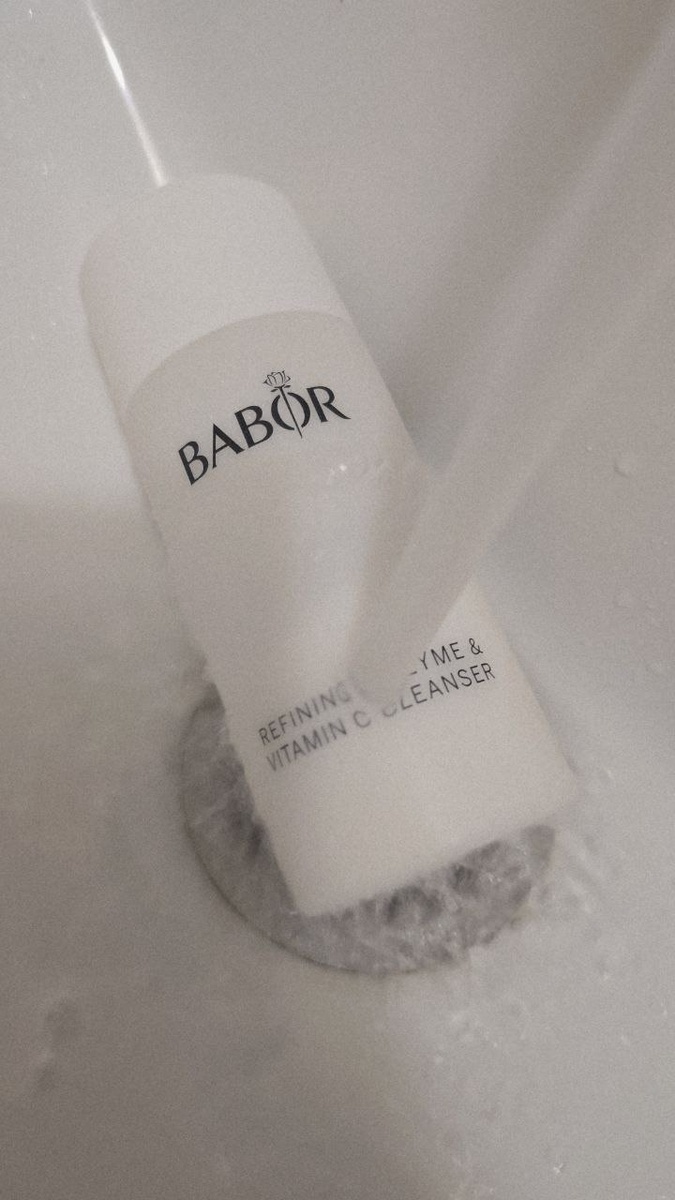 BABOR
REFINING & 
VITAMIN C CLEANSER